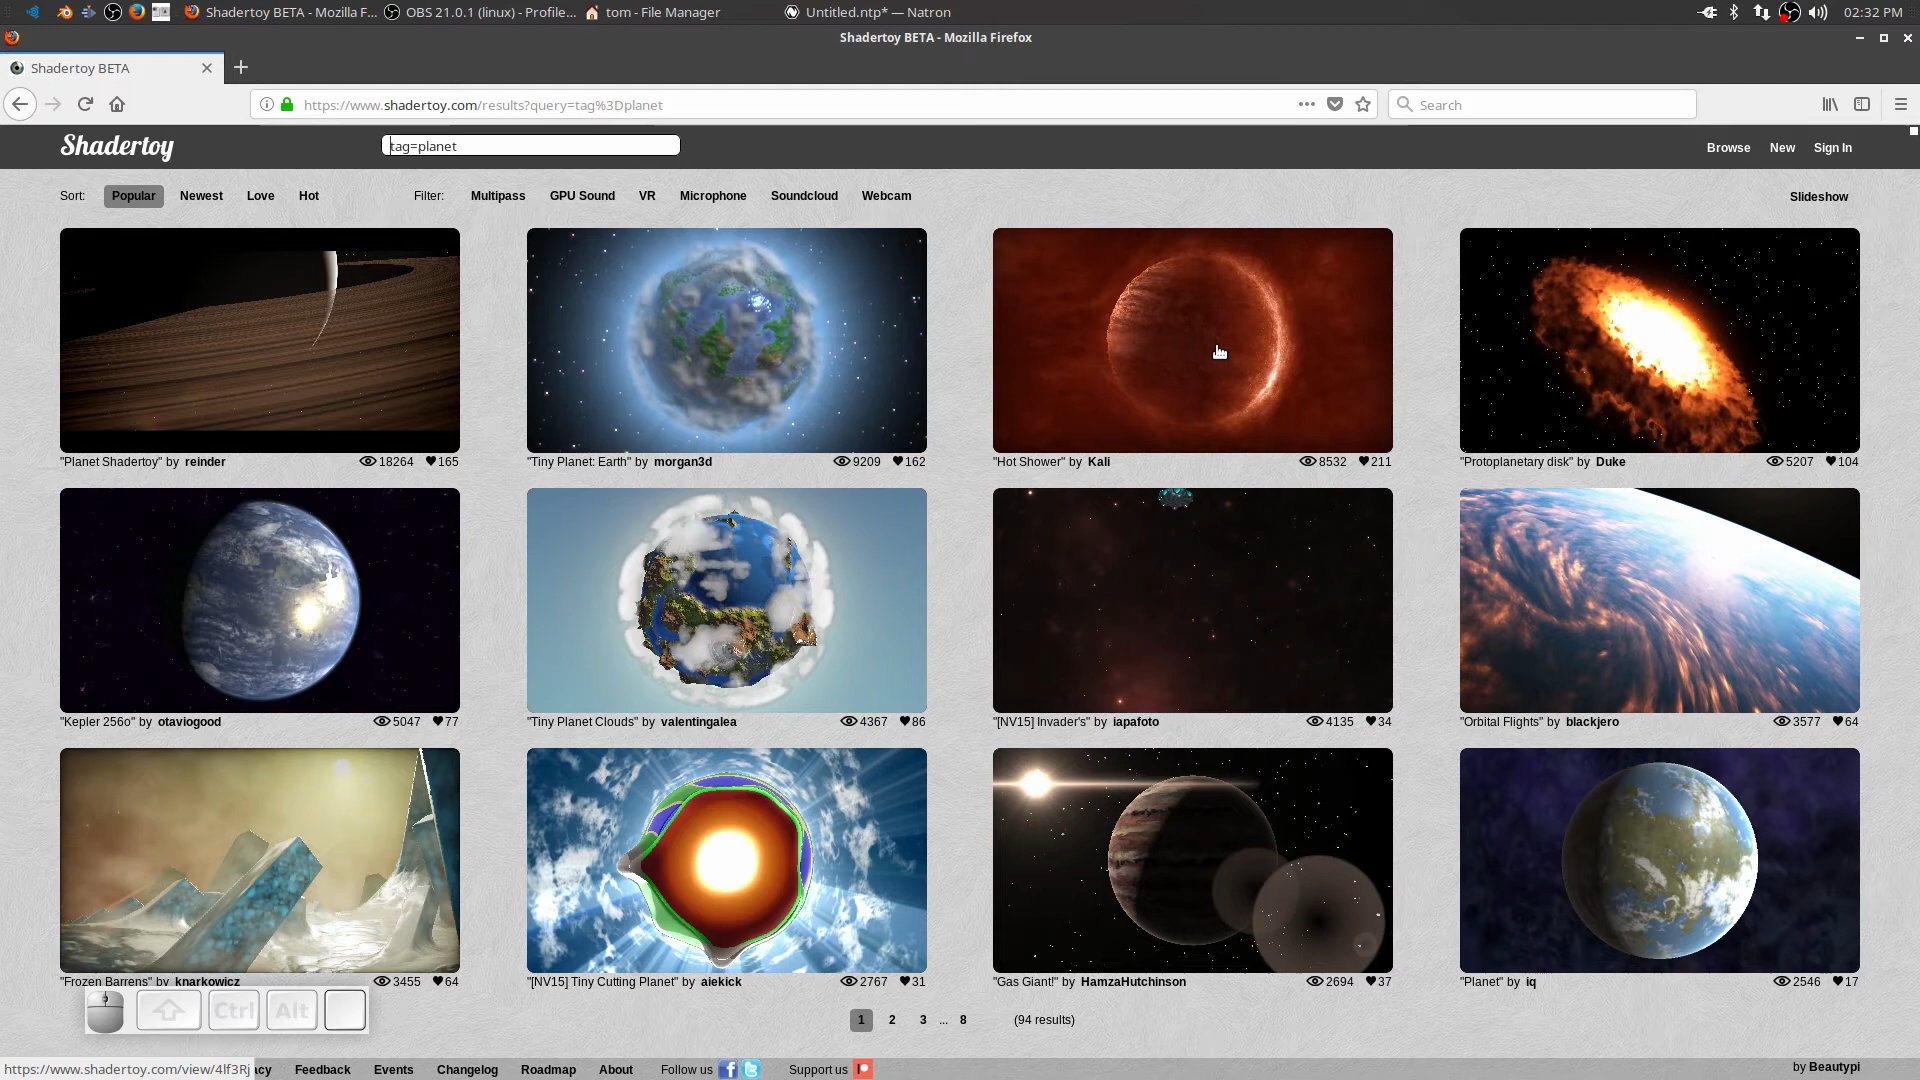 Shadertoy BETA - Mozilla F...
OBS 21.0.1 (linux) - Profile...
tom - File Manager
Untitled.ntp* — Natron
02:32 PM
Shadertoy BETA - Mozilla Firefox
Shadertoy BETA
https://www.shadertoy.com/results?query=tag%3Dplanet
Search
Shadertoy
tag=planet
Browse New Sign In
Sort: Popular Newest Love Hot Filter: Multipass GPU Sound VR Microphone Soundcloud Webcam Slideshow
"Planet Shadertoy" by reinder 18264 165
"Tiny Planet: Earth" by morgan3d 9209 162
"Hot Shower" by Kali 8532 211
"Protoplanetary disk" by Duke 5207 104
"Kepler 256o" by otaviogood 5047 77
"Tiny Planet Clouds" by valentingalea 4367 86
"[NV15] Invader's" by iapafoto 4135 34
"Orbital Flights" by blackjero 3577 64
"Frozen Barrens" by knarkowicz 3455 64
"[NV15] Tiny Cutting Planet" by aiekick 2767 31
"Gas Giant!" by HamzaHutchinson 2694 37
"Planet" by iq 2546 17
Ctrl Alt
1 2 3 ... 8 (94 results)
https://www.shadertoy.com/view/4lf3Rj
acy Feedback Events Changelog Roadmap About Follow us Support us
by Beautypi